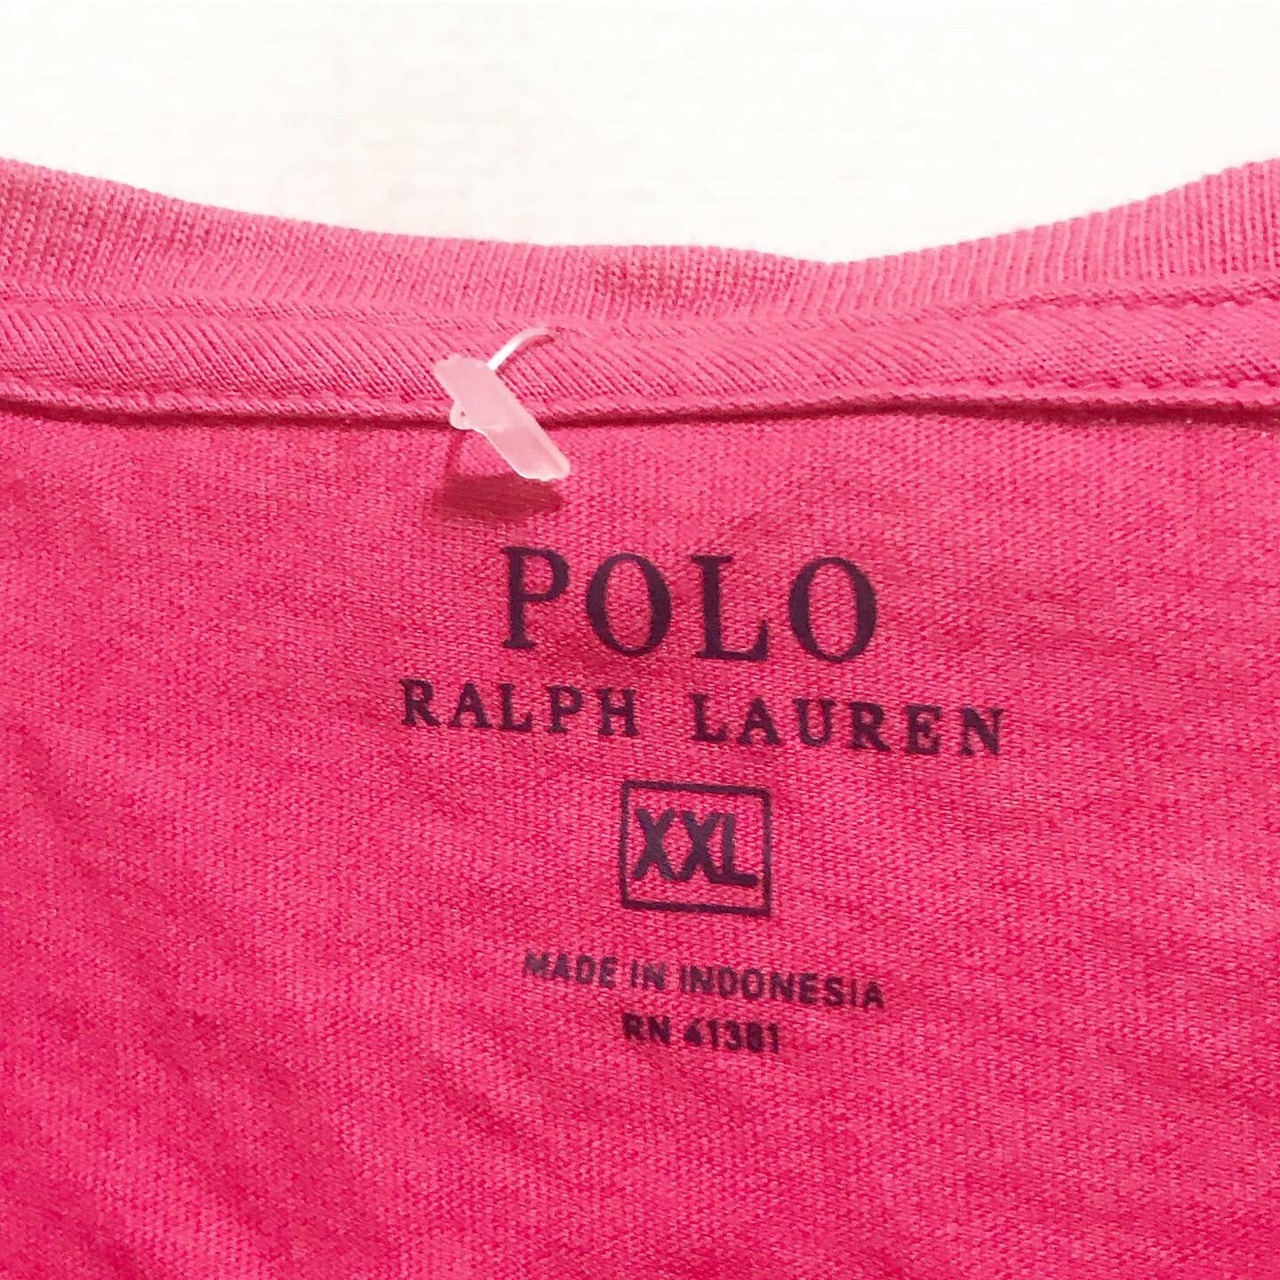 POLO
RALPH LAUREN
XXL
MADE IN INDONESIA
RN 41381